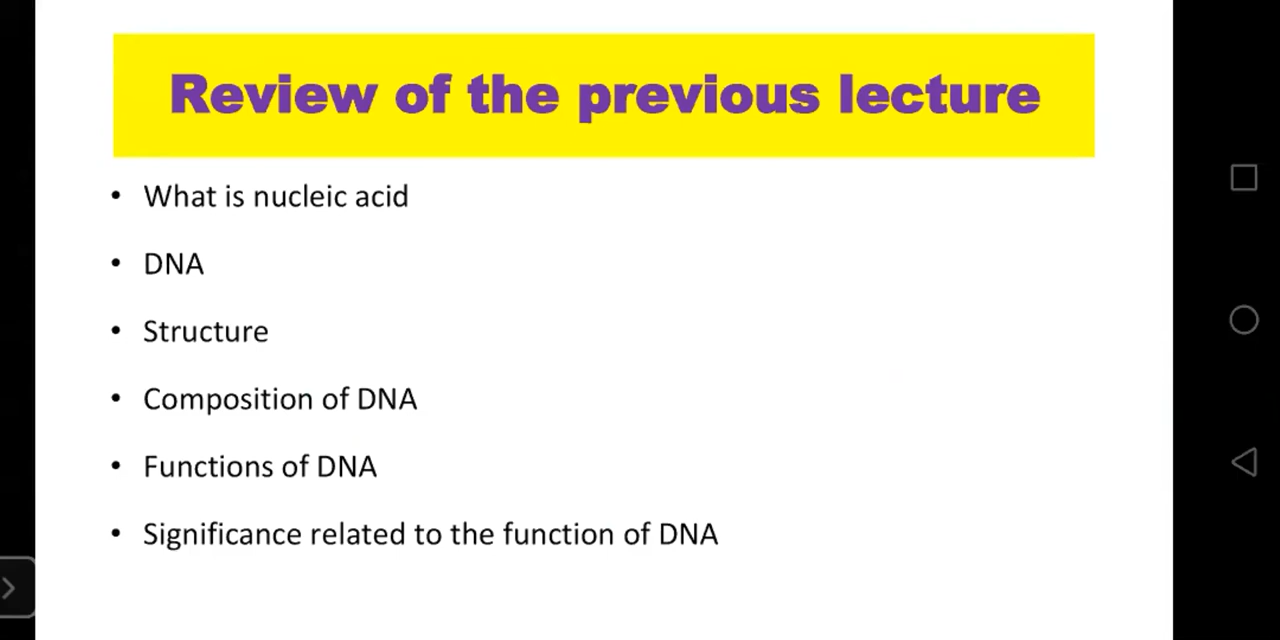 Review of the previous lecture
• What is nucleic acid
• DNA
• Structure
• Composition of DNA
• Functions of DNA
• Significance related to the function of DNA